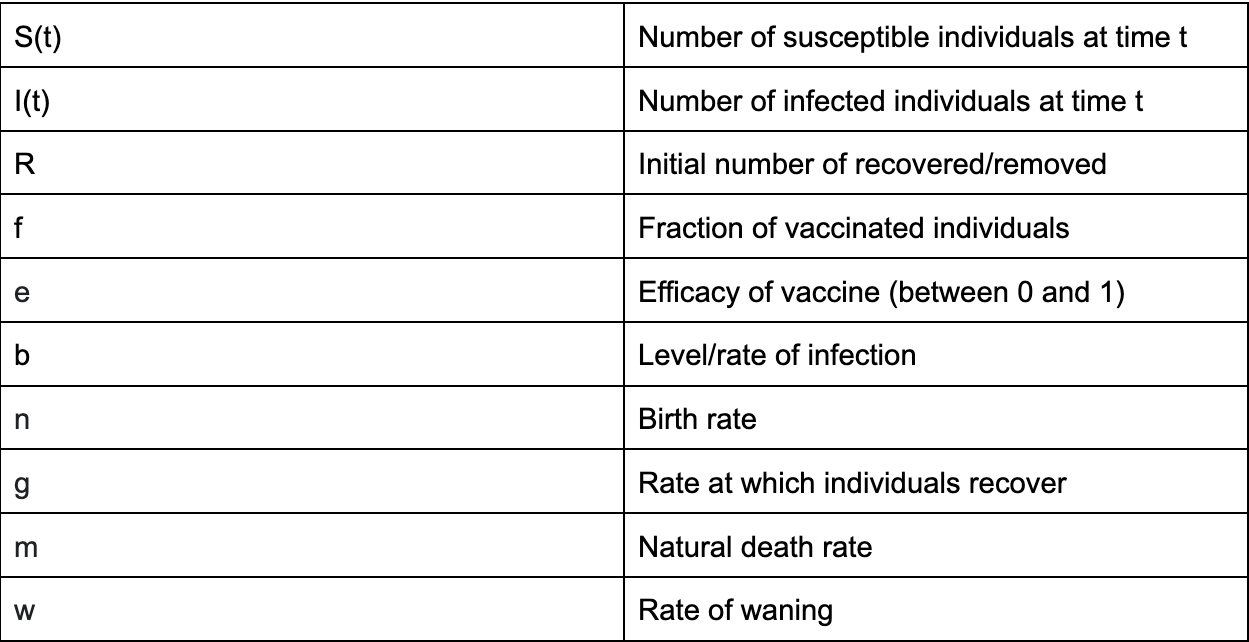 S(t) Number of susceptible individuals at time t
I(t) Number of infected individuals at time t
R Initial number of recovered/removed
f Fraction of vaccinated individuals
e Efficacy of vaccine (between 0 and 1)
b Level/rate of infection
n Birth rate
g Rate at which individuals recover
m Natural death rate
w Rate of waning